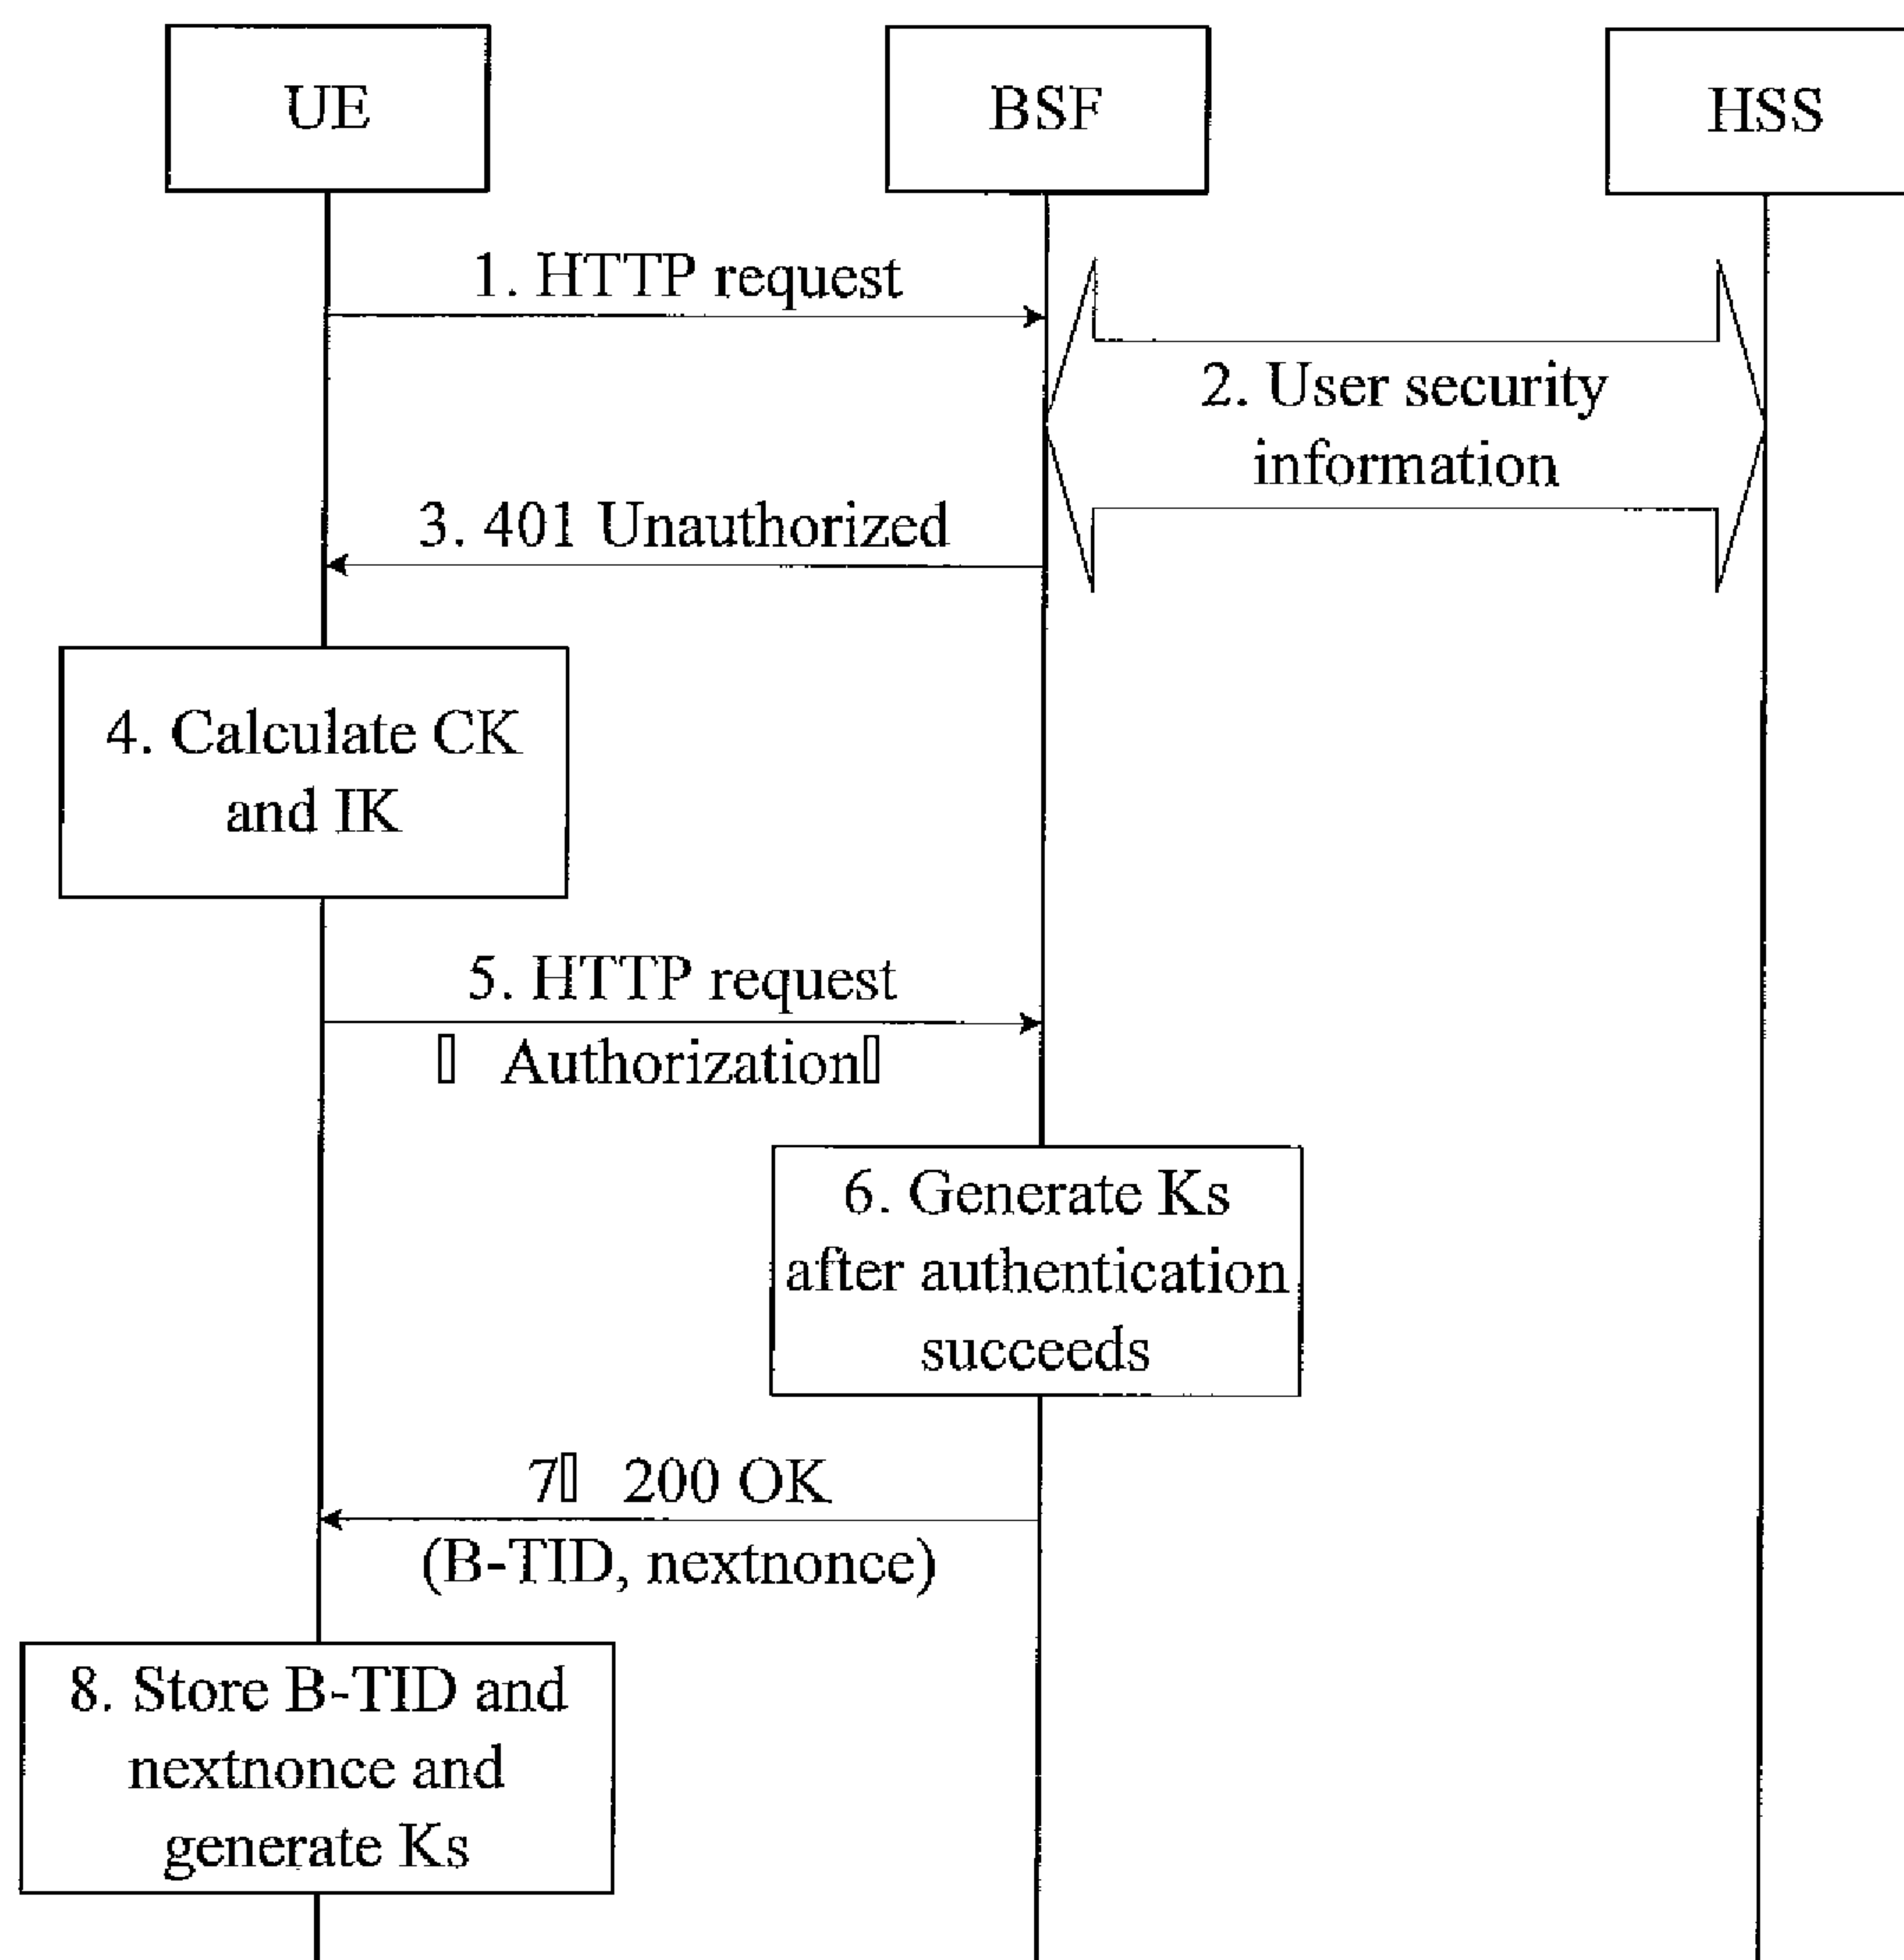 UE
BSF
HSS
1. HTTP request
2. User security
information
3. 401 Unauthorized
4. Calculate CK
and IK
5. HTTP request
▯ Authorization▯
6. Generate Ks
after authentication
succeeds
7▯ 200 OK
(B-TID, nextnonce)
8. Store B-TID and
nextnonce and
generate Ks